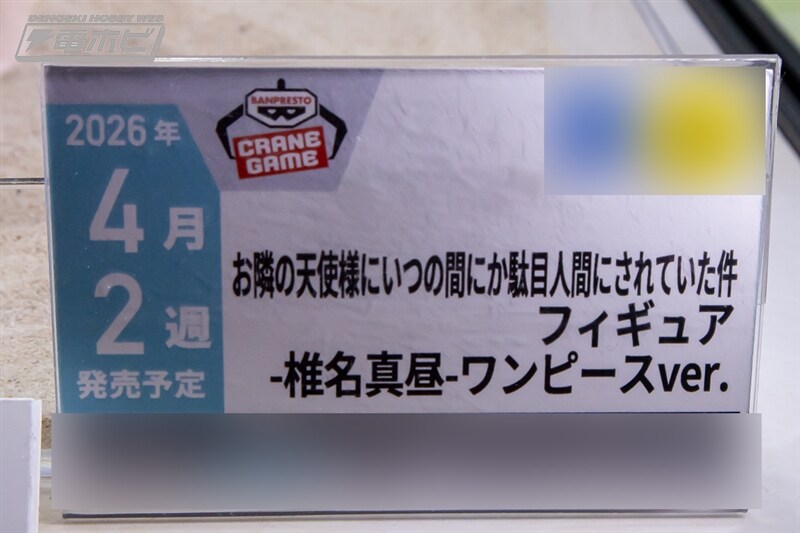 DENGEKI HOBBY WEB
電ホビ
2026年
4月
2週
発売予定
BANPRESTO
CRANE
GAME
お隣の天使様にいつの間にか駄目人間にされていた件
フィギュア
-椎名真昼-ワンピースver.